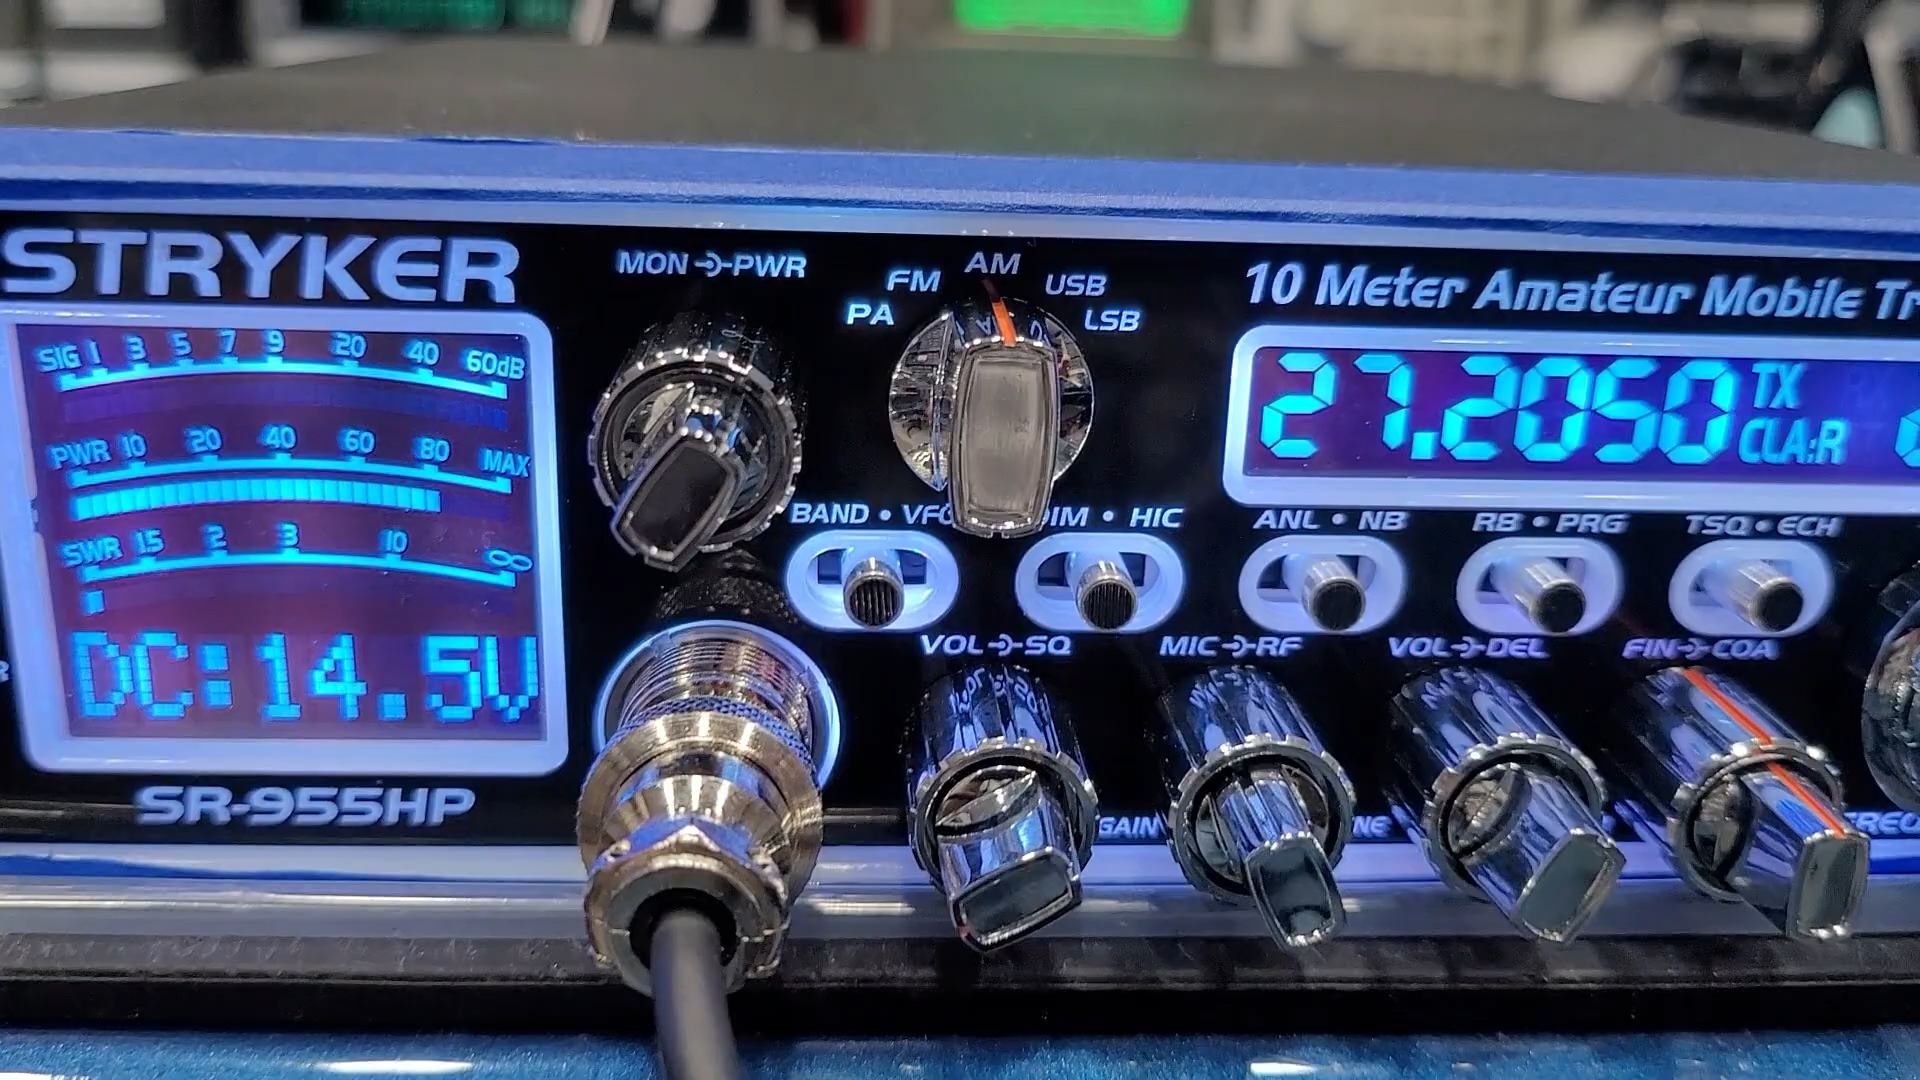 STRYKER
SIG 1 3 5 7 9 20 40 60dB
PWR 10 20 40 60 80 MAX
SWR 1.5 2 3 10 ∞
DC:14.5V
SR-955HP
MON PWR
PA FM AM USB LSB
10 Meter Amateur Mobile
27.2050 TX
CLA:R
BAND •
• HIC
ANL • NB
RB • PRG
TSQ • ECH
VOL SQ
MIC RF
VOL DEL
FIN COA
GAIN